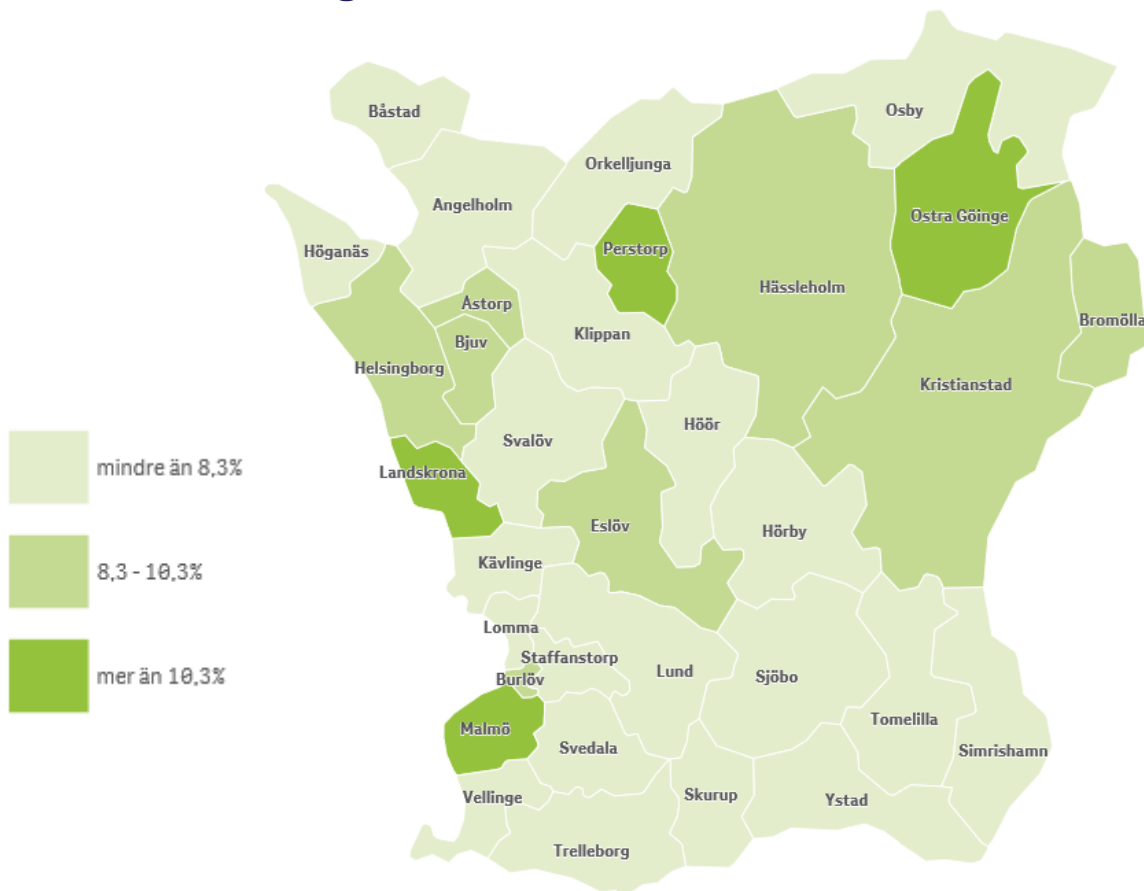 Båstad
Osby
Orkelljunga
Angelholm
Östra Göinge
Höganäs
Perstorp
Hässleholm
Åstorp
Bromölla
Klippan
Bjuv
Helsingborg
Kristianstad
Höör
Svalöv
mindre än 8,3%
Landskrona
Eslöv
Hörby
Kävlinge
8,3 - 10,3%
Lomma
Staffanstorp
Lund
Sjöbo
Burlöv
mer än 10,3%
Tomelilla
Malmö
Svedala
Simrishamn
Vellinge
Skurup
Ystad
Trelleborg